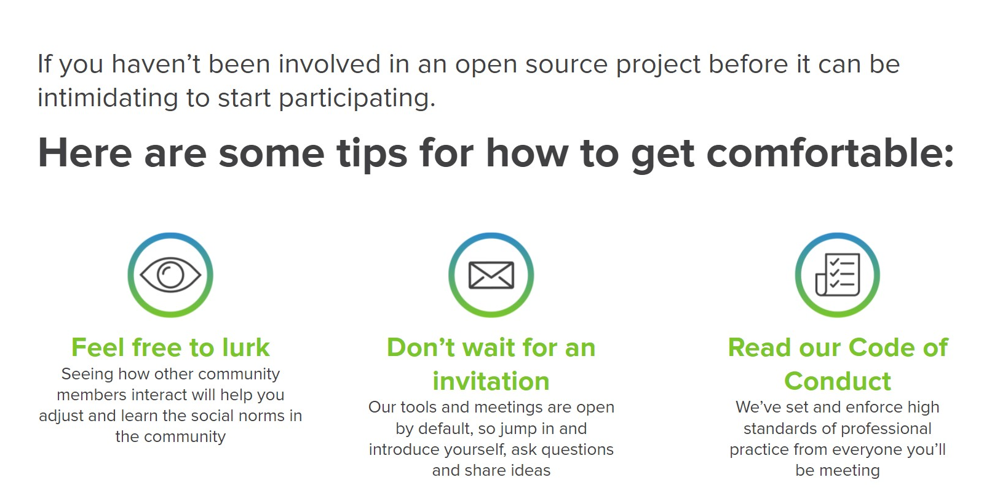 If you haven’t been involved in an open source project before it can be
intimidating to start participating.
Here are some tips for how to get comfortable:
Feel free to lurk
Seeing how other community
members interact will help you
adjust and learn the social norms in
the community
Don’t wait for an
invitation
Our tools and meetings are open
by default, so jump in and
introduce yourself, ask questions
and share ideas
Read our Code of
Conduct
We’ve set and enforce high
standards of professional
practice from everyone you’ll
be meeting